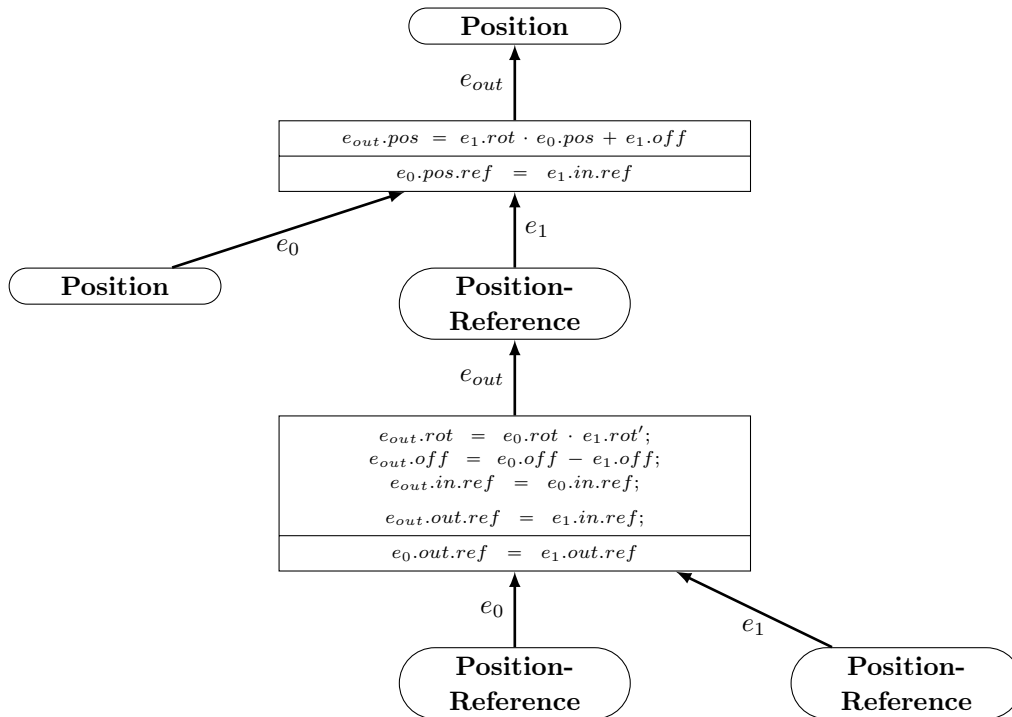 Position
e_out
e_out.pos = e_1.rot · e_0.pos + e_1.off
e_0.pos.ref = e_1.in.ref
e_0
e_1
Position
Position-
Reference
e_out
e_out.rot = e_0.rot · e_1.rot′;
e_out.off = e_0.off − e_1.off;
e_out.in.ref = e_0.in.ref;
e_out.out.ref = e_1.in.ref;
e_0.out.ref = e_1.out.ref
e_0
e_1
Position-
Reference
Position-
Reference